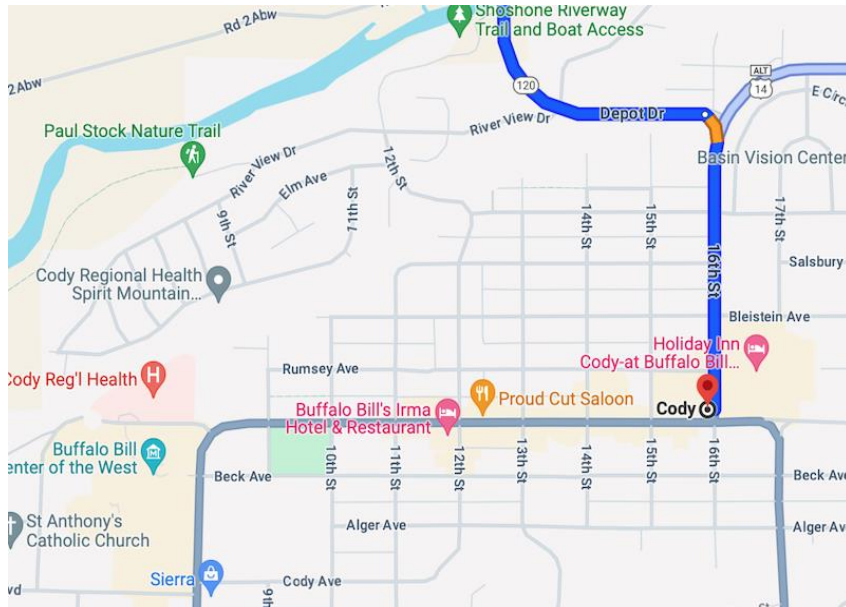 Shoshone Riverway
Trail and Boat Access
Rd 2Abw
2 Abw
120
Depot Dr
ALT
14
E Circ
River View Dr
Paul Stock Nature Trail
12th St
Basin Vision Center
River View Dr
Elm Ave
9th St
11th St
14th St
15th St
17th St
16th St
Salsbury
Cody Regional Health
Spirit Mountain...
Bleistein Ave
Holiday Inn
Cody-at Buffalo Bill...
Rumsey Ave
Cody Reg'l Health
H
Proud Cut Saloon
Cody
Buffalo Bill's Irma
Hotel & Restaurant
Buffalo Bill
enter of the West
Beck Ave
10th St
11th St
12th St
13th St
14th St
15th St
16th St
Beck Av
St Anthony's
Catholic Church
Alger Ave
Alger Av
Sierra
Cody Ave
vd
9th